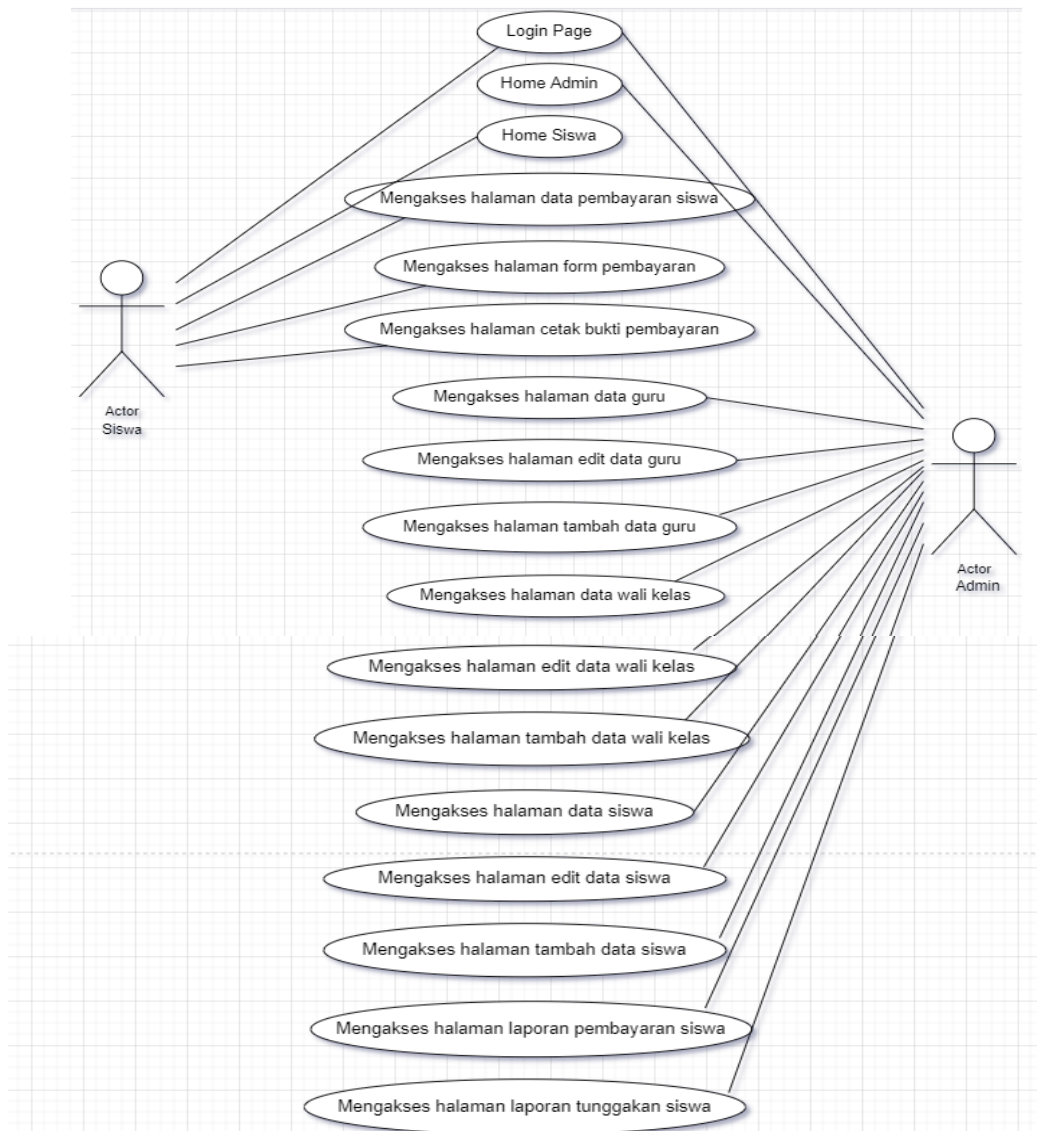 Login Page
Home Admin
Home Siswa
Mengakses halaman data pembayaran siswa
Mengakses halaman form pembayaran
Mengakses halaman cetak bukti pembayaran
Actor
Siswa
Mengakses halaman data guru
Mengakses halaman edit data guru
Mengakses halaman tambah data guru
Actor
Admin
Mengakses halaman data wali kelas
Mengakses halaman edit data wali kelas
Mengakses halaman tambah data wali kelas
Mengakses halaman data siswa
Mengakses halaman edit data siswa
Mengakses halaman tambah data siswa
Mengakses halaman laporan pembayaran siswa
Mengakses halaman laporan tunggakan siswa